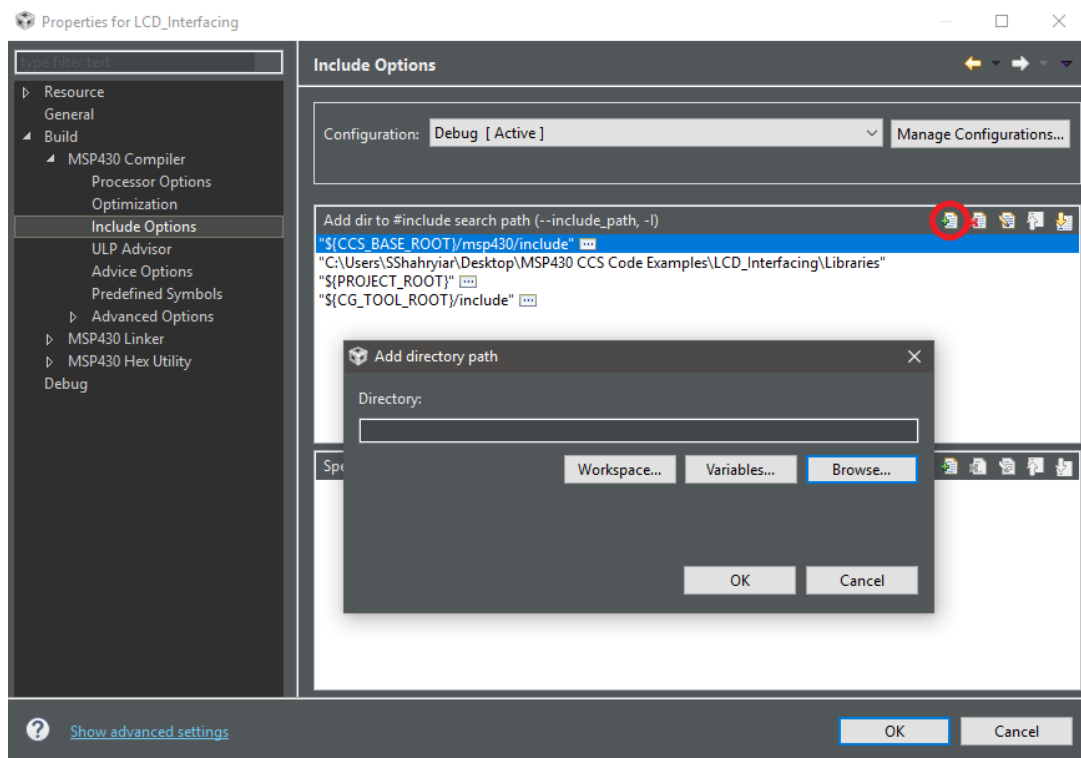 Properties for LCD_Interfacing
type filter text
Resource
General
Build
MSP430 Compiler
Processor Options
Optimization
Include Options
ULP Advisor
Advice Options
Predefined Symbols
Advanced Options
MSP430 Linker
MSP430 Hex Utility
Debug
Include Options
Configuration: Debug [ Active ] Manage Configurations...
Add dir to #include search path (--include_path, -I)
"${CCS_BASE_ROOT}/msp430/include"
"C:\Users\SShahryiar\Desktop\MSP430 CCS Code Examples\LCD_Interfacing\Libraries"
"${PROJECT_ROOT}"
"${CG_TOOL_ROOT}/include"
Add directory path
Directory:
Spe
Workspace... Variables... Browse...
OK Cancel
Show advanced settings
OK Cancel